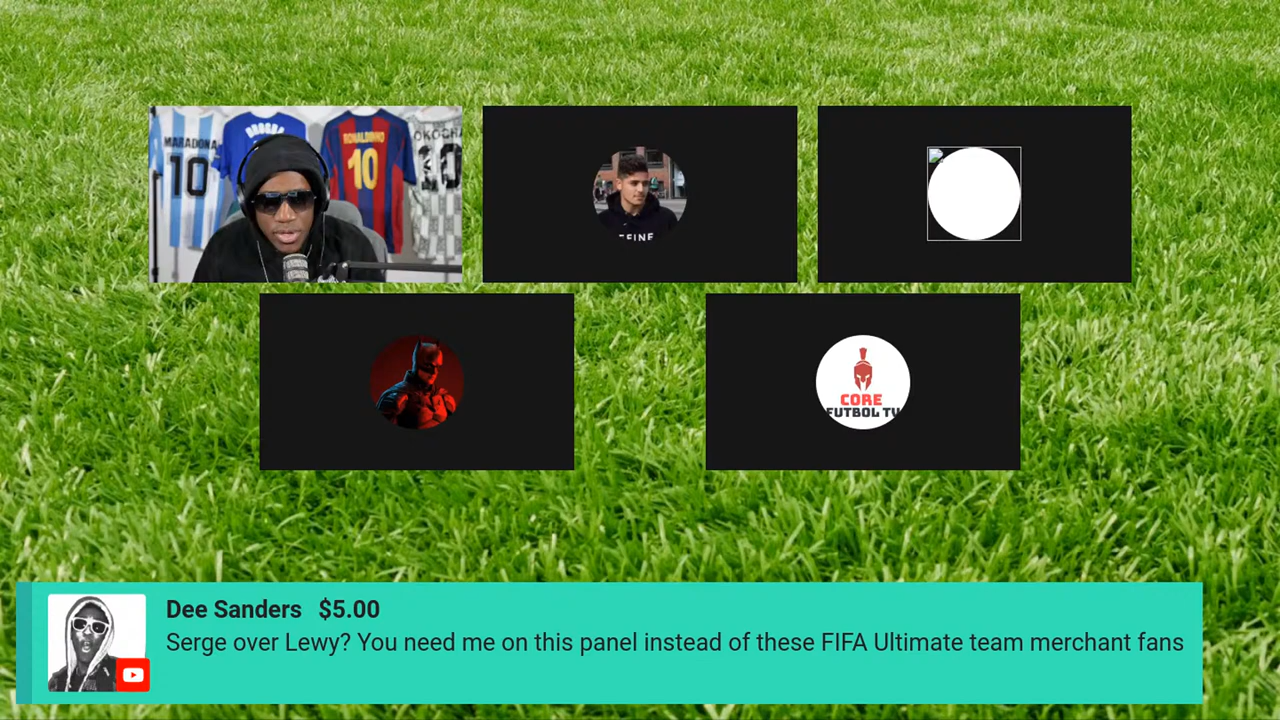 MARADONA
10
DROGBA
RONALDINHO
10
OKOCHA
10
CORE
FUTBOL TV
Dee Sanders $5.00
Serge over Lewy? You need me on this panel instead of these FIFA Ultimate team merchant fans